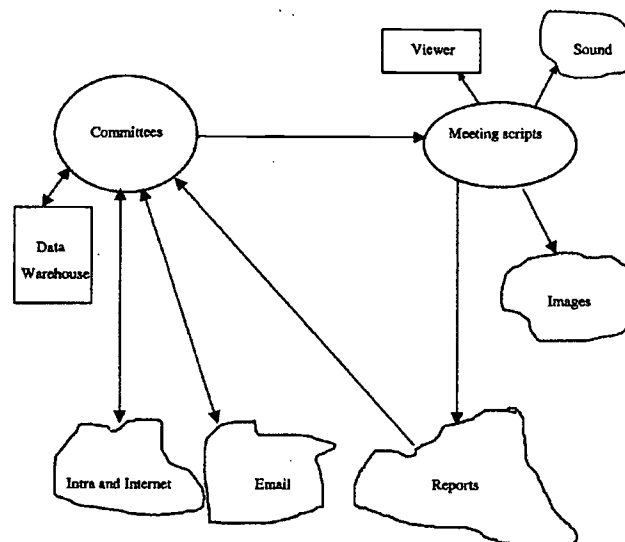 Viewer
Sound
Committees
Meeting scripts
Data
Warehouse
Images
Intra and Internet
Email
Reports